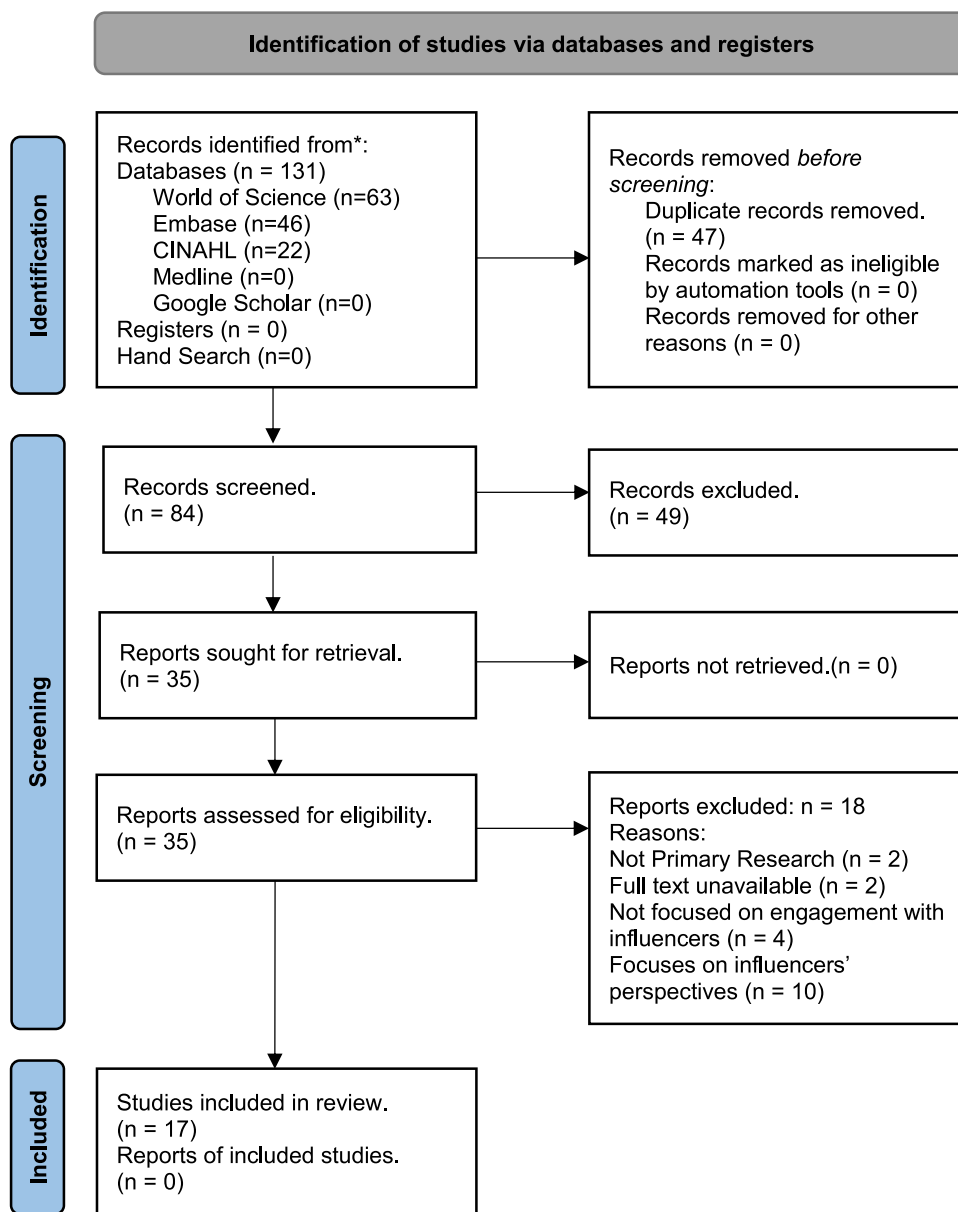 Identification of studies via databases and registers
Identification
Records identified from*:
Databases (n = 131)
World of Science (n=63)
Embase (n=46)
CINAHL (n=22)
Medline (n=0)
Google Scholar (n=0)
Registers (n = 0)
Hand Search (n=0)
Records removed before
screening:
Duplicate records removed.
(n = 47)
Records marked as ineligible
by automation tools (n = 0)
Records removed for other
reasons (n = 0)
Screening
Records screened.
(n = 84)
Records excluded.
(n = 49)
Reports sought for retrieval.
(n = 35)
Reports not retrieved.(n = 0)
Reports assessed for eligibility.
(n = 35)
Reports excluded: n = 18
Reasons:
Not Primary Research (n = 2)
Full text unavailable (n = 2)
Not focused on engagement with
influencers (n = 4)
Focuses on influencers’
perspectives (n = 10)
Included
Studies included in review.
(n = 17)
Reports of included studies.
(n = 0)